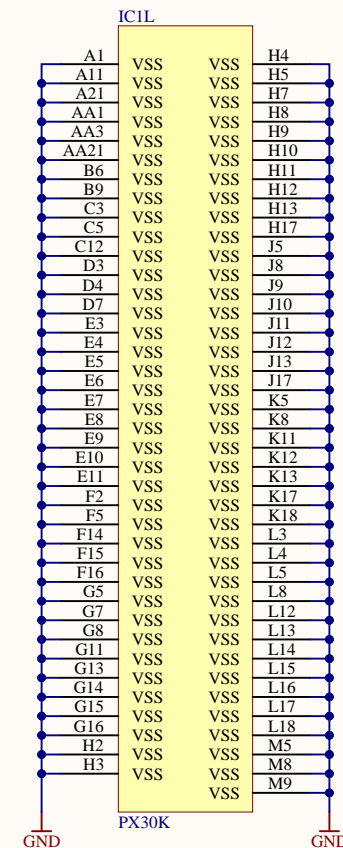 IC1L
A1 VSS VSS H4
A11 VSS VSS H5
A21 VSS VSS H7
AA1 VSS VSS H8
AA3 VSS VSS H9
AA21 VSS VSS H10
B6 VSS VSS H11
B9 VSS VSS H12
C3 VSS VSS H13
C5 VSS VSS H17
C12 VSS VSS J5
D3 VSS VSS J8
D4 VSS VSS J9
D7 VSS VSS J10
E3 VSS VSS J11
E4 VSS VSS J12
E5 VSS VSS J13
E6 VSS VSS J17
E7 VSS VSS K5
E8 VSS VSS K8
E9 VSS VSS K11
E10 VSS VSS K12
E11 VSS VSS K13
F2 VSS VSS K17
F5 VSS VSS K18
F14 VSS VSS L3
F15 VSS VSS L4
F16 VSS VSS L5
G5 VSS VSS L8
G7 VSS VSS L12
G8 VSS VSS L13
G11 VSS VSS L14
G13 VSS VSS L15
G14 VSS VSS L16
G15 VSS VSS L17
G16 VSS VSS L18
H2 VSS VSS M5
H3 VSS VSS M8
VSS M9
PX30K
GND GND